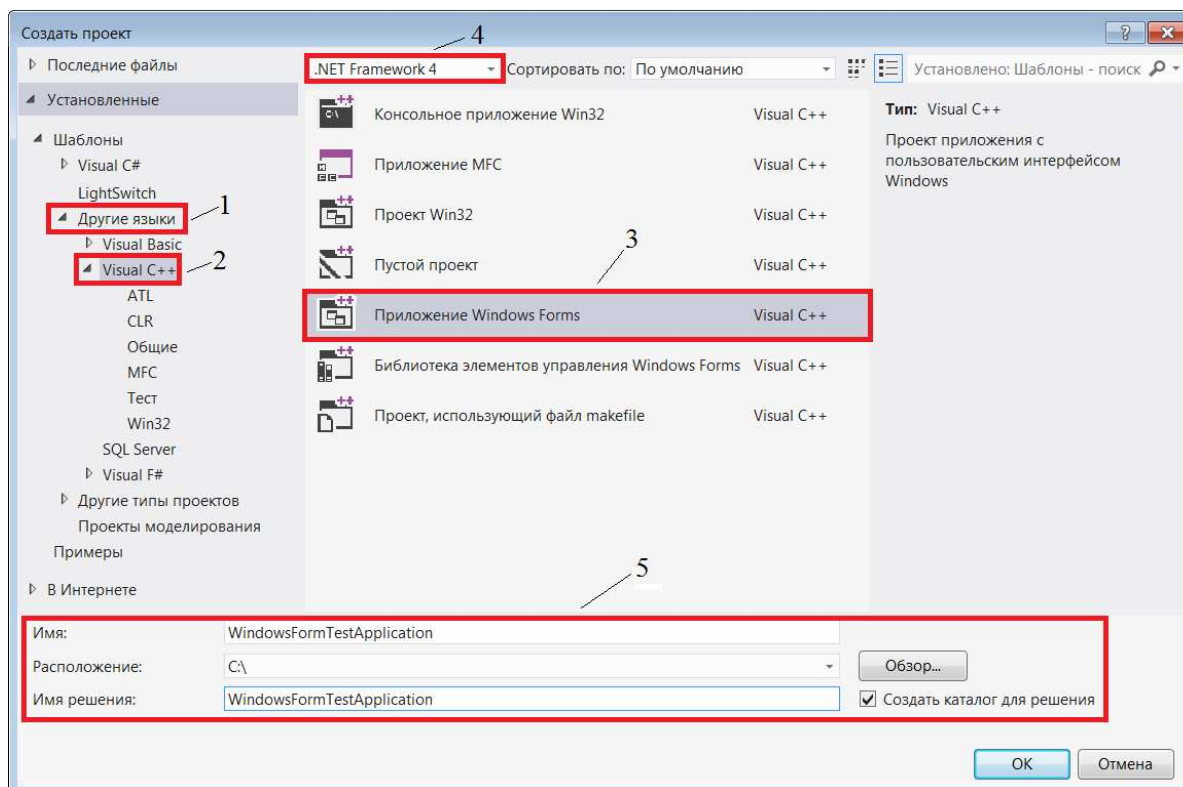 Создать проект
4
Последние файлы
.NET Framework 4 Сортировать по: По умолчанию
Установлено: Шаблоны - поиск
Установленные
Шаблоны
Visual C#
LightSwitch
Другие языки
1
Visual Basic
Visual C++
2
ATL
CLR
Общие
MFC
Тест
Win32
SQL Server
Visual F#
Другие типы проектов
Проекты моделирования
Примеры
В Интернете
Консольное приложение Win32 Visual C++
Приложение MFC Visual C++
Проект Win32 Visual C++
3
Пустой проект Visual C++
Приложение Windows Forms Visual C++
Библиотека элементов управления Windows Forms Visual C++
Проект, использующий файл makefile Visual C++
Тип: Visual C++
Проект приложения с
пользовательским интерфейсом
Windows
5
Имя: WindowsFormTestApplication
Расположение: C:\ Обзор...
Имя решения: WindowsFormTestApplication Создать каталог для решения
OK Отмена